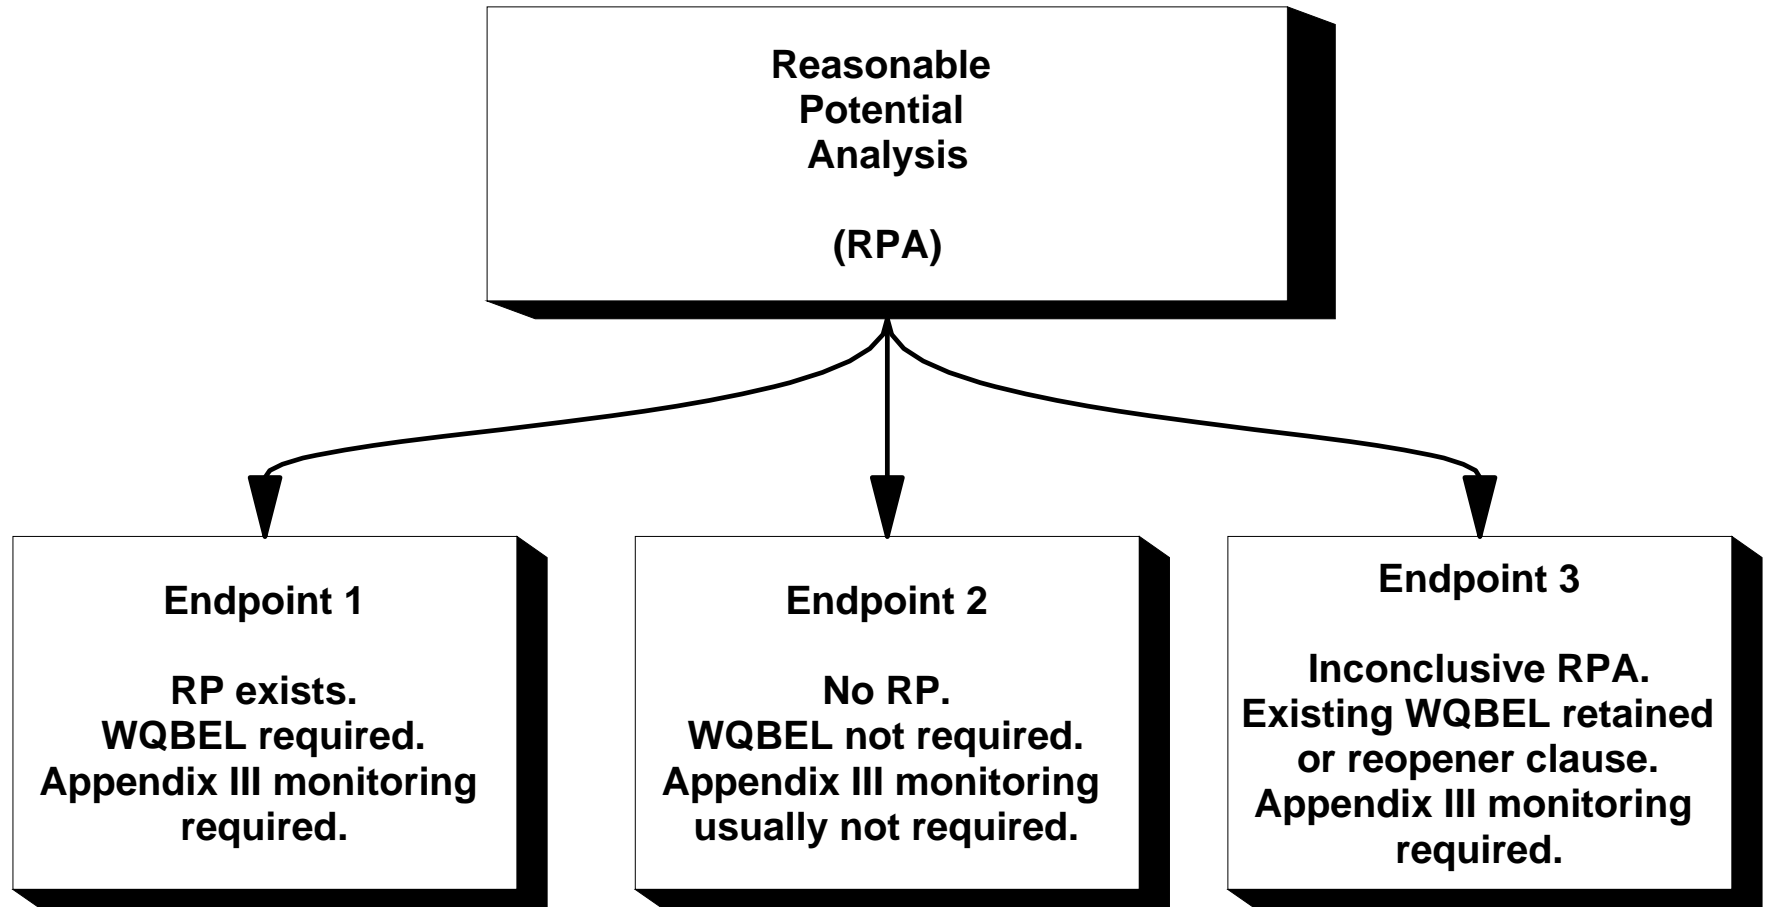 Reasonable
Potential
Analysis
(RPA)
Endpoint 1
RP exists.
WQBEL required.
Appendix III monitoring
required.
Endpoint 2
No RP.
WQBEL not required.
Appendix III monitoring
usually not required.
Endpoint 3
Inconclusive RPA.
Existing WQBEL retained
or reopener clause.
Appendix III monitoring
required.